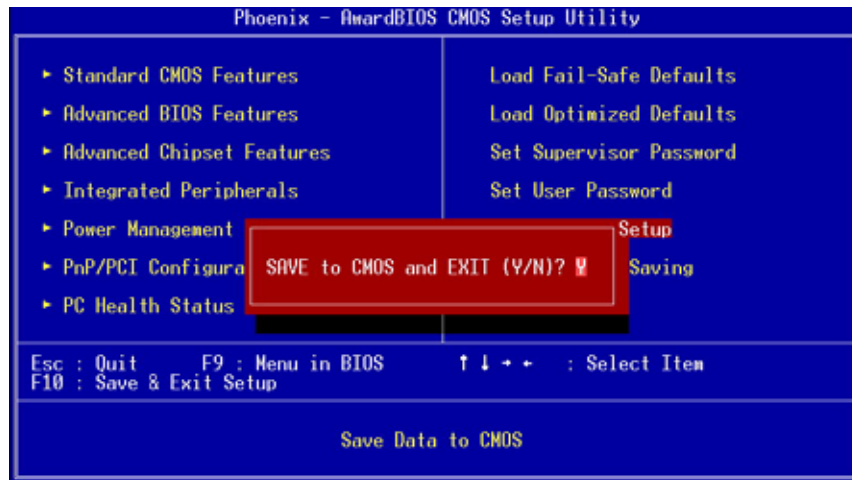 Phoenix - AwardBIOS CMOS Setup Utility
▸ Standard CMOS Features
▸ Advanced BIOS Features
▸ Advanced Chipset Features
▸ Integrated Peripherals
▸ Power Management
▸ PnP/PCI Configura
▸ PC Health Status
Load Fail-Safe Defaults
Load Optimized Defaults
Set Supervisor Password
Set User Password
Setup
Saving
SAVE to CMOS and EXIT (Y/N)? Y
Esc : Quit F9 : Menu in BIOS ↑ ↓ → ← : Select Item
F10 : Save & Exit Setup
Save Data to CMOS